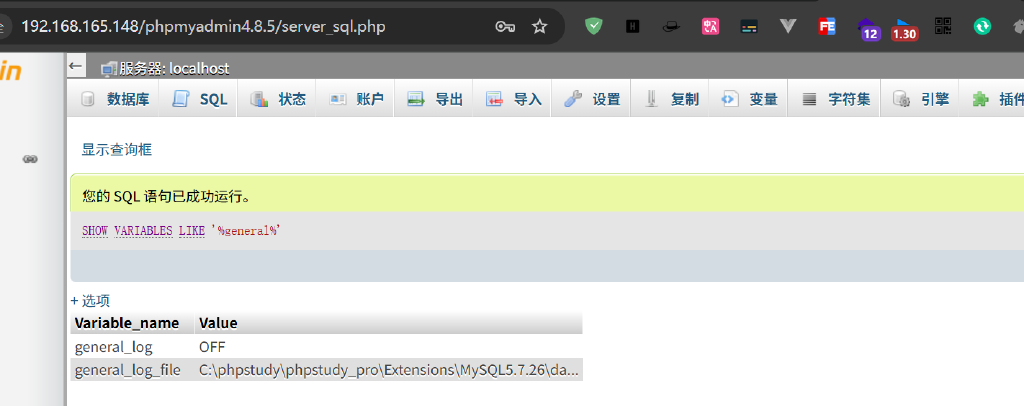 192.168.165.148/phpmyadmin4.8.5/server_sql.php
12
1.30
in
服务器: localhost
数据库 SQL 状态 账户 导出 导入 设置 复制 变量 字符集 引擎 插件
显示查询框
您的 SQL 语句已成功运行。
SHOW VARIABLES LIKE '%general%'
+ 选项
Variable_name Value
general_log OFF
general_log_file C:\phpstudy\phpstudy_pro\Extensions\MySQL5.7.26\da...